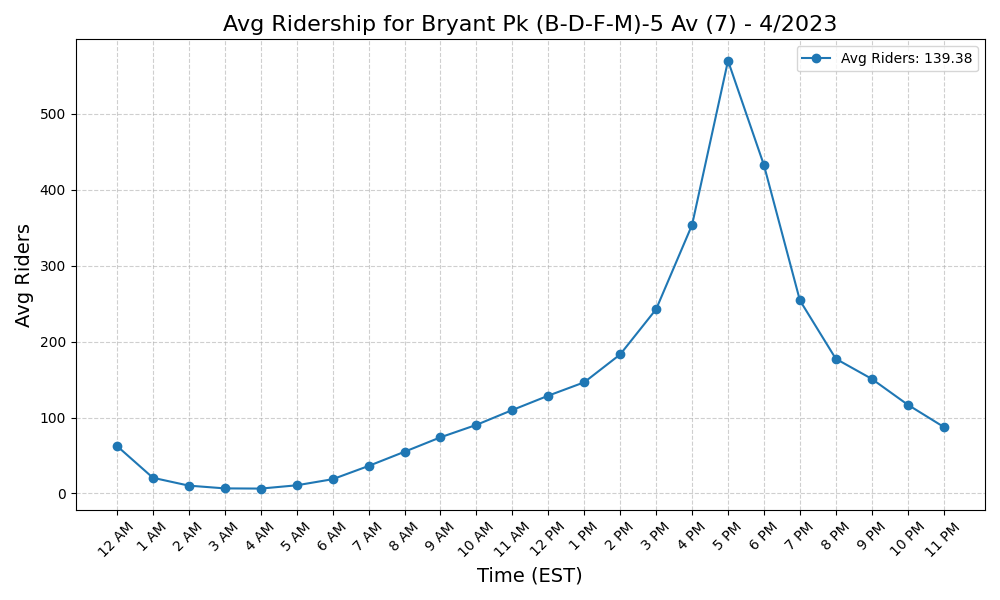 Avg Ridership for Bryant Pk (B-D-F-M)-5 Av (7) - 4/2023
Avg Riders: 139.38
Avg Riders
500
400
300
200
100
0
12 AM
1 AM
2 AM
3 AM
4 AM
5 AM
6 AM
7 AM
8 AM
9 AM
10 AM
11 AM
12 PM
1 PM
2 PM
3 PM
4 PM
5 PM
6 PM
7 PM
8 PM
9 PM
10 PM
11 PM
Time (EST)